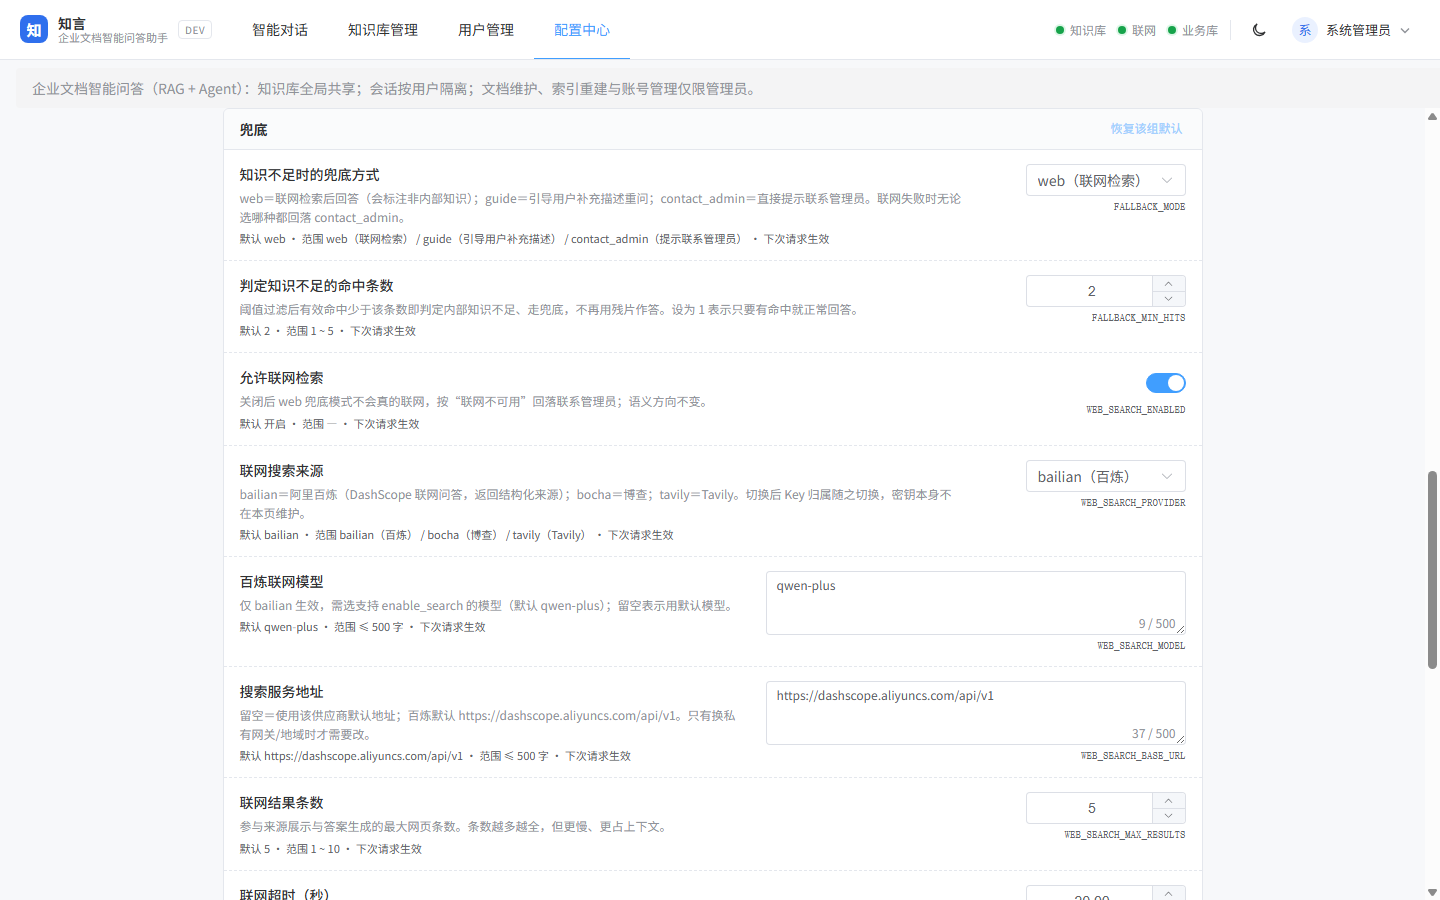 知
知言
企业文档智能问答助手
DEV
智能对话
知识库管理
用户管理
配置中心
知识库
联网
业务库
系
系统管理员
企业文档智能问答（RAG + Agent）：知识库全局共享；会话按用户隔离；文档维护、索引重建与账号管理仅限管理员。
兜底
恢复该组默认
知识不足时的兜底方式
web＝联网检索后回答（会标注非内部知识）；guide＝引导用户补充描述重问；contact_admin＝直接提示联系管理员。联网失败时无论
选哪种都回落 contact_admin。
默认 web · 范围 web（联网检索） / guide（引导用户补充描述） / contact_admin（提示联系管理员） · 下次请求生效
web（联网检索）
FALLBACK_MODE
判定知识不足的命中条数
阈值过滤后有效命中少于该条数即判定内部知识不足、走兜底，不再用残片作答。设为 1 表示只要有命中就正常回答。
默认 2 · 范围 1 ~ 5 · 下次请求生效
2
FALLBACK_MIN_HITS
允许联网检索
关闭后 web 兜底模式不会真的联网，按“联网不可用”回落联系管理员；语义方向不变。
默认 开启 · 范围 — · 下次请求生效
WEB_SEARCH_ENABLED
联网搜索来源
bailian＝阿里百炼（DashScope 联网问答，返回结构化来源）；bocha＝博查；tavily＝Tavily。切换后 Key 归属随之切换，密钥本身不
在本页维护。
默认 bailian · 范围 bailian（百炼） / bocha（博查） / tavily（Tavily） · 下次请求生效
bailian（百炼）
WEB_SEARCH_PROVIDER
百炼联网模型
仅 bailian 生效，需选支持 enable_search 的模型（默认 qwen-plus）；留空表示用默认模型。
默认 qwen-plus · 范围 ≤ 500 字 · 下次请求生效
qwen-plus
9 / 500
WEB_SEARCH_MODEL
搜索服务地址
留空＝使用该供应商默认地址；百炼默认 https://dashscope.aliyuncs.com/api/v1。只有换私
有网关/地域时才需要改。
默认 https://dashscope.aliyuncs.com/api/v1 · 范围 ≤ 500 字 · 下次请求生效
https://dashscope.aliyuncs.com/api/v1
37 / 500
WEB_SEARCH_BASE_URL
联网结果条数
参与来源展示与答案生成的最大网页条数。条数越多越全，但更慢、更占上下文。
默认 5 · 范围 1 ~ 10 · 下次请求生效
5
WEB_SEARCH_MAX_RESULTS
联网超时（秒）
20.00